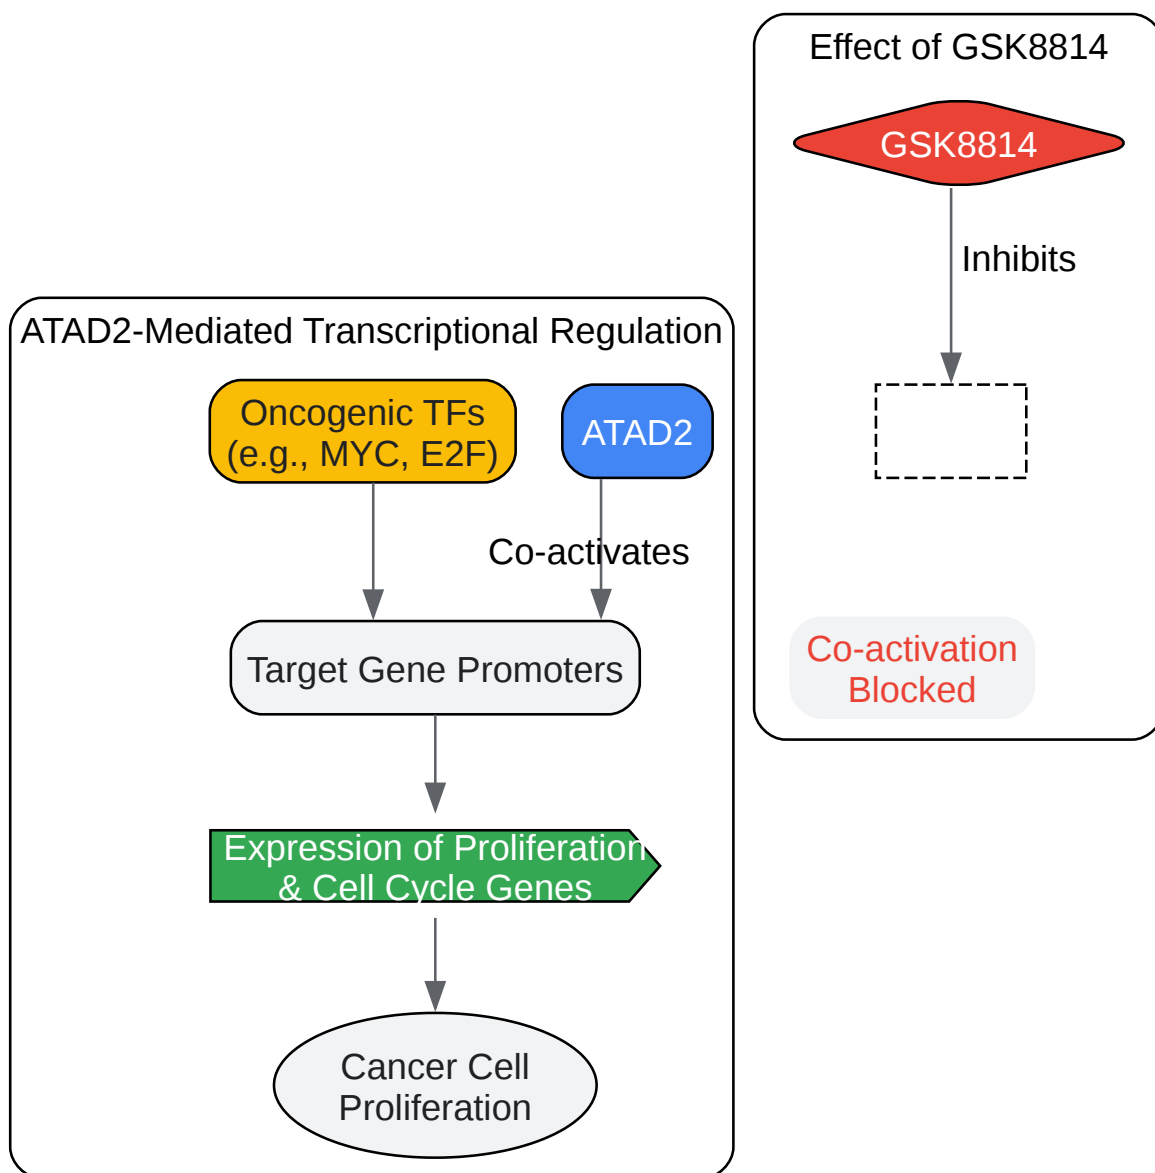 Effect of GSK8814
GSK8814
Inhibits
ATAD2-Mediated Transcriptional Regulation
Oncogenic TFs
(e.g., MYC, E2F)
ATAD2
Co-activates
Target Gene Promoters
Co-activation
Blocked
Expression of Proliferation
& Cell Cycle Genes
Cancer Cell
Proliferation